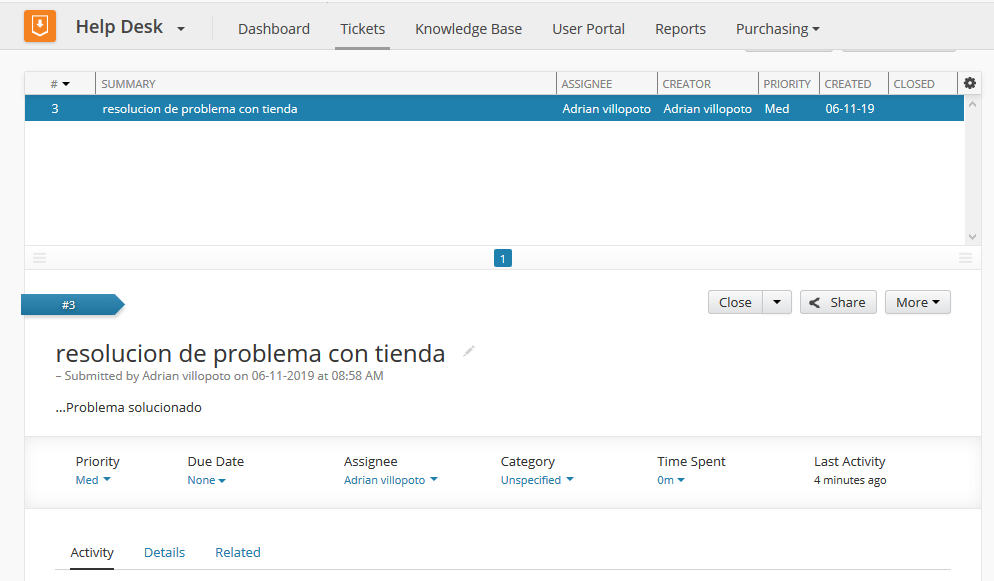 Help Desk Dashboard Tickets Knowledge Base User Portal Reports Purchasing
# SUMMARY ASSIGNEE CREATOR PRIORITY CREATED CLOSED
3 resolucion de problema con tienda Adrian villopoto Adrian villopoto Med 06-11-19
1
#3 Close Share More
resolucion de problema con tienda
– Submitted by Adrian villopoto on 06-11-2019 at 08:58 AM
...Problema solucionado
Priority Due Date Assignee Category Time Spent Last Activity
Med None Adrian villopoto Unspecified 0m 4 minutes ago
Activity Details Related